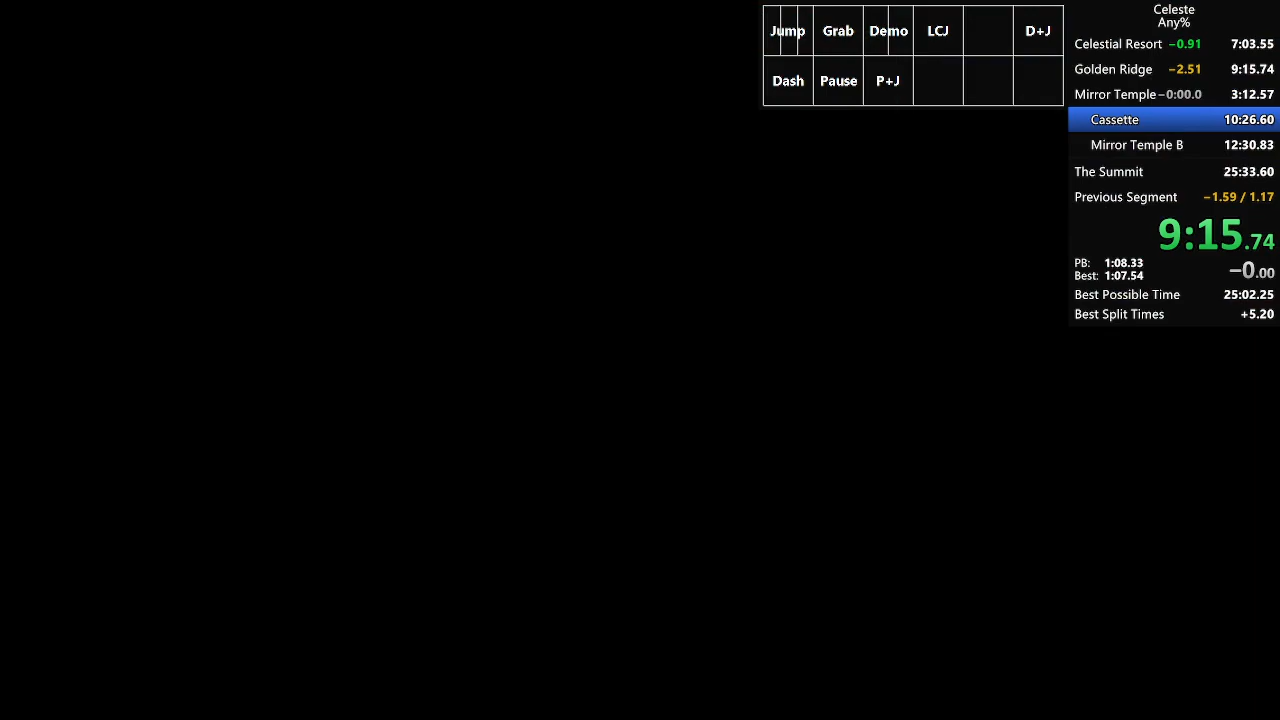 Jump Grab Demo LCJ D+J
Dash Pause P+J
Celeste
Any%
Celestial Resort −0.91 7:03.55
Golden Ridge −2.51 9:15.74
Mirror Temple −0:00.0 3:12.57
Cassette 10:26.60
Mirror Temple B 12:30.83
The Summit 25:33.60
Previous Segment −1.59 / 1.17
9:15.74
PB: 1:08.33
Best: 1:07.54
−0.00
Best Possible Time 25:02.25
Best Split Times +5.20